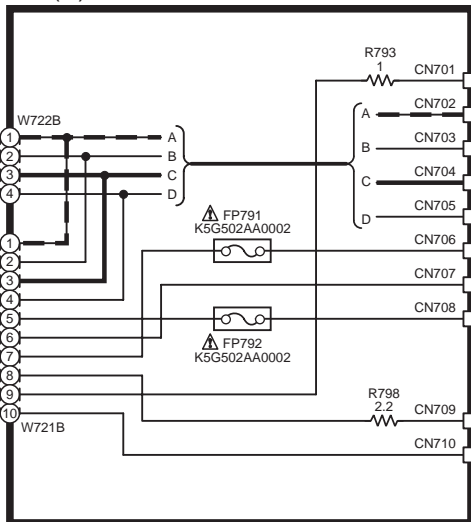 R793
1
CN701
CN702
W722B
1
A
A
CN703
2
B
B
3
C
C
CN704
4
D
D
CN705
FP791
K5G502AA0002
CN706
1
2
CN707
3
4
CN708
5
6
FP792
K5G502AA0002
7
8
R798
2.2
9
CN709
10
W721B
CN710